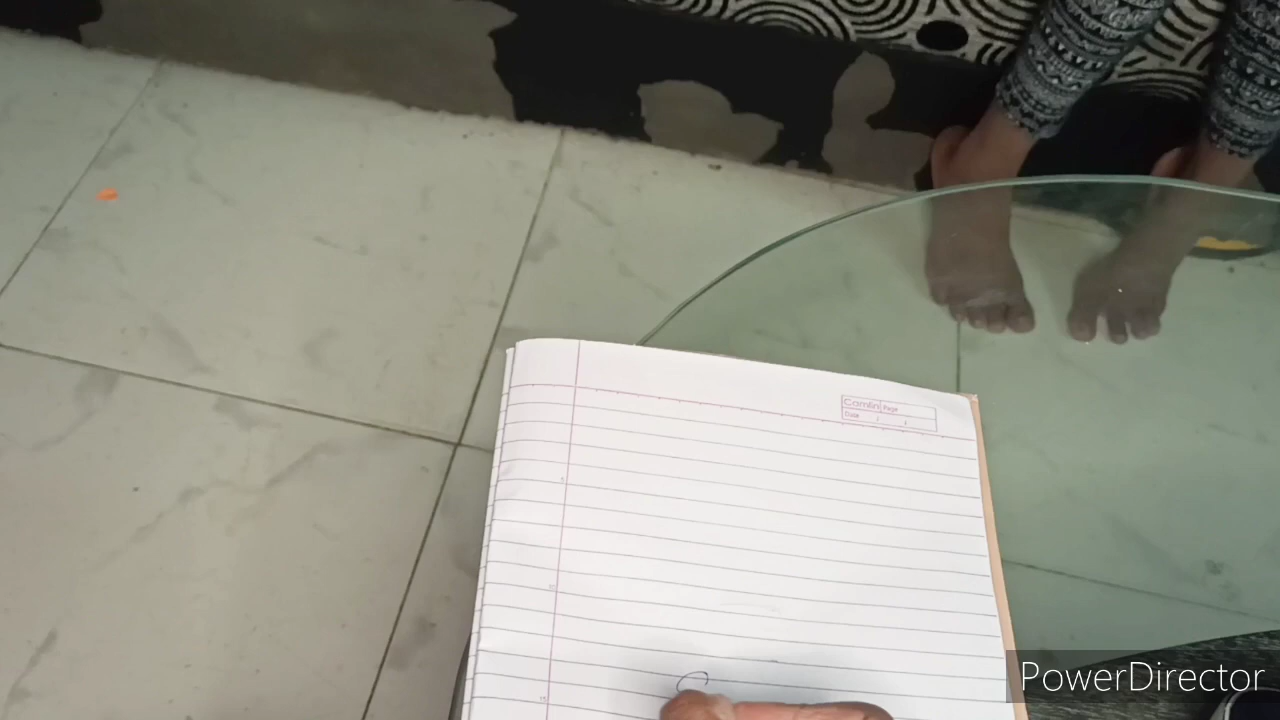 Camlin Page
Date / /
PowerDirector